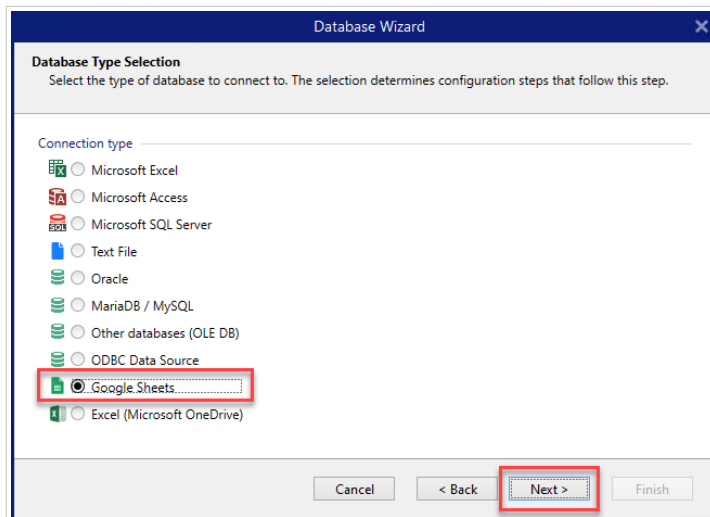 Database Wizard
Database Type Selection
Select the type of database to connect to. The selection determines configuration steps that follow this step.
Connection type
Microsoft Excel
Microsoft Access
Microsoft SQL Server
Text File
Oracle
MariaDB / MySQL
Other databases (OLE DB)
ODBC Data Source
Google Sheets
Excel (Microsoft OneDrive)
Cancel < Back Next > Finish